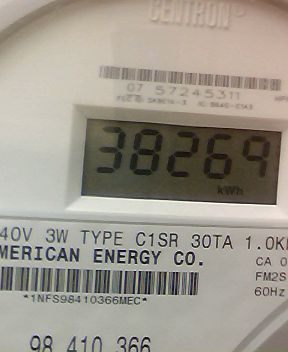 CENTRON®
07 57245311
38269
kWh
40V 3W TYPE C1SR 30TA 1.0K
MERICAN ENERGY CO.
CA 0
FM2S
60Hz
*1NFS98410366MEC*
98 410 366